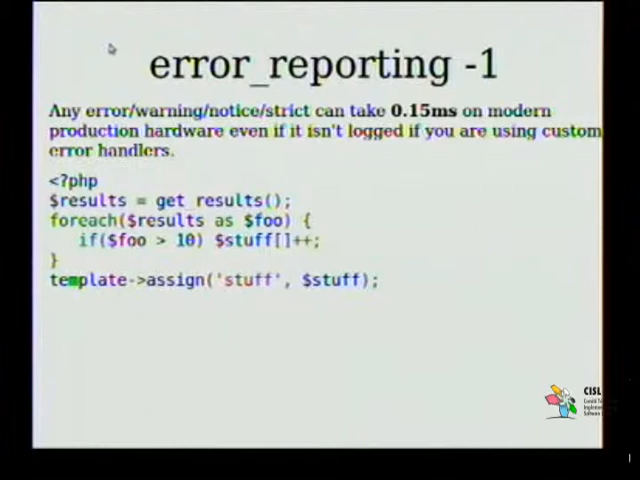 error_reporting -1
Any error/warning/notice/strict can take 0.15ms on modern
production hardware even if it isn't logged if you are using custom
error handlers.
<?php
$results = get_results();
foreach($results as $foo) {
if($foo > 10) $stuff[]++;
}
template->assign('stuff', $stuff);
CISL